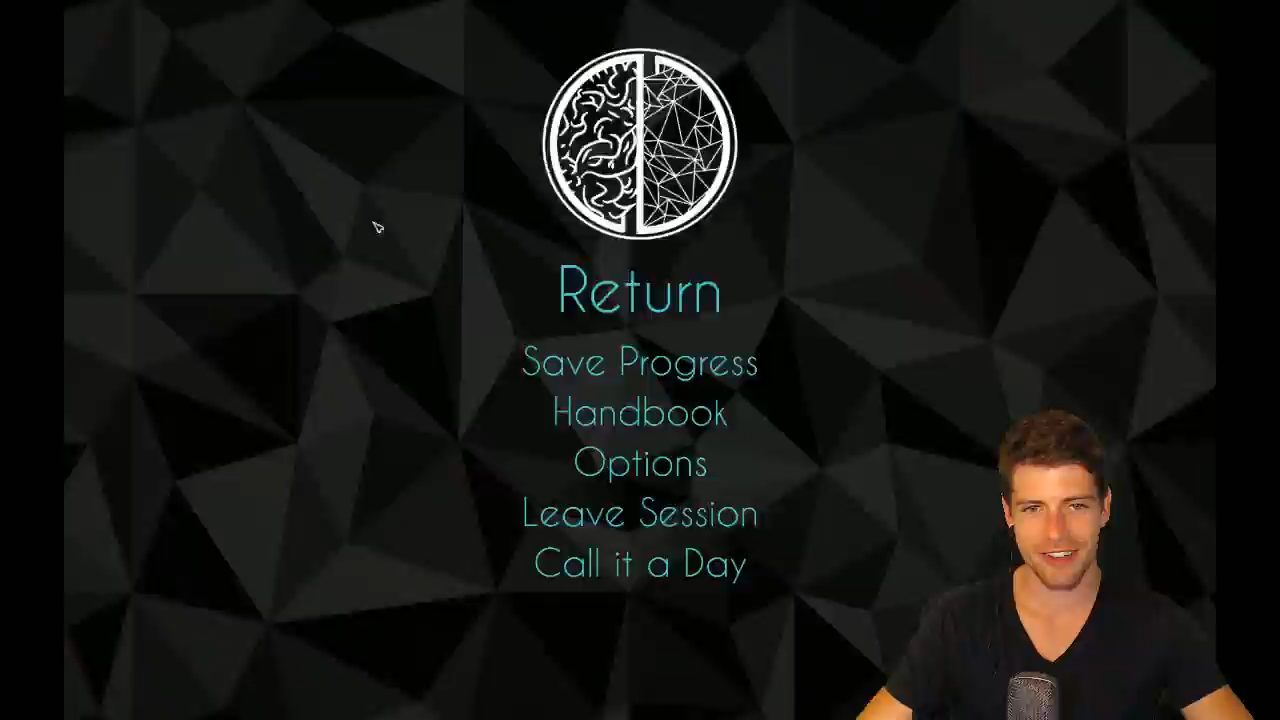 Return
Save Progress
Handbook
Options
Leave Session
Call it a Day